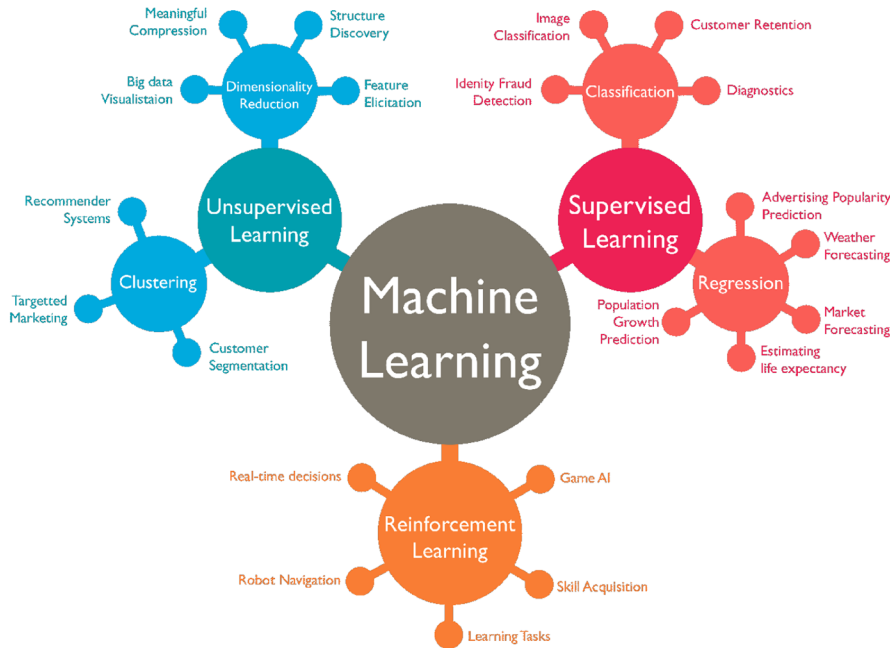 Meaningful
Compression
Structure
Discovery
Big data
Visualistaion
Dimensionality
Reduction
Feature
Elicitation
Image
Classification
Customer Retention
Idenity Fraud
Detection
Classification
Diagnostics
Recommender
Systems
Unsupervised
Learning
Clustering
Targetted
Marketing
Customer
Segmentation
Machine
Learning
Supervised
Learning
Advertising Popularity
Prediction
Weather
Forecasting
Regression
Population
Growth
Prediction
Market
Forecasting
Estimating
life expectancy
Real-time decisions
Game AI
Reinforcement
Learning
Robot Navigation
Skill Acqulsition
Learning Tasks